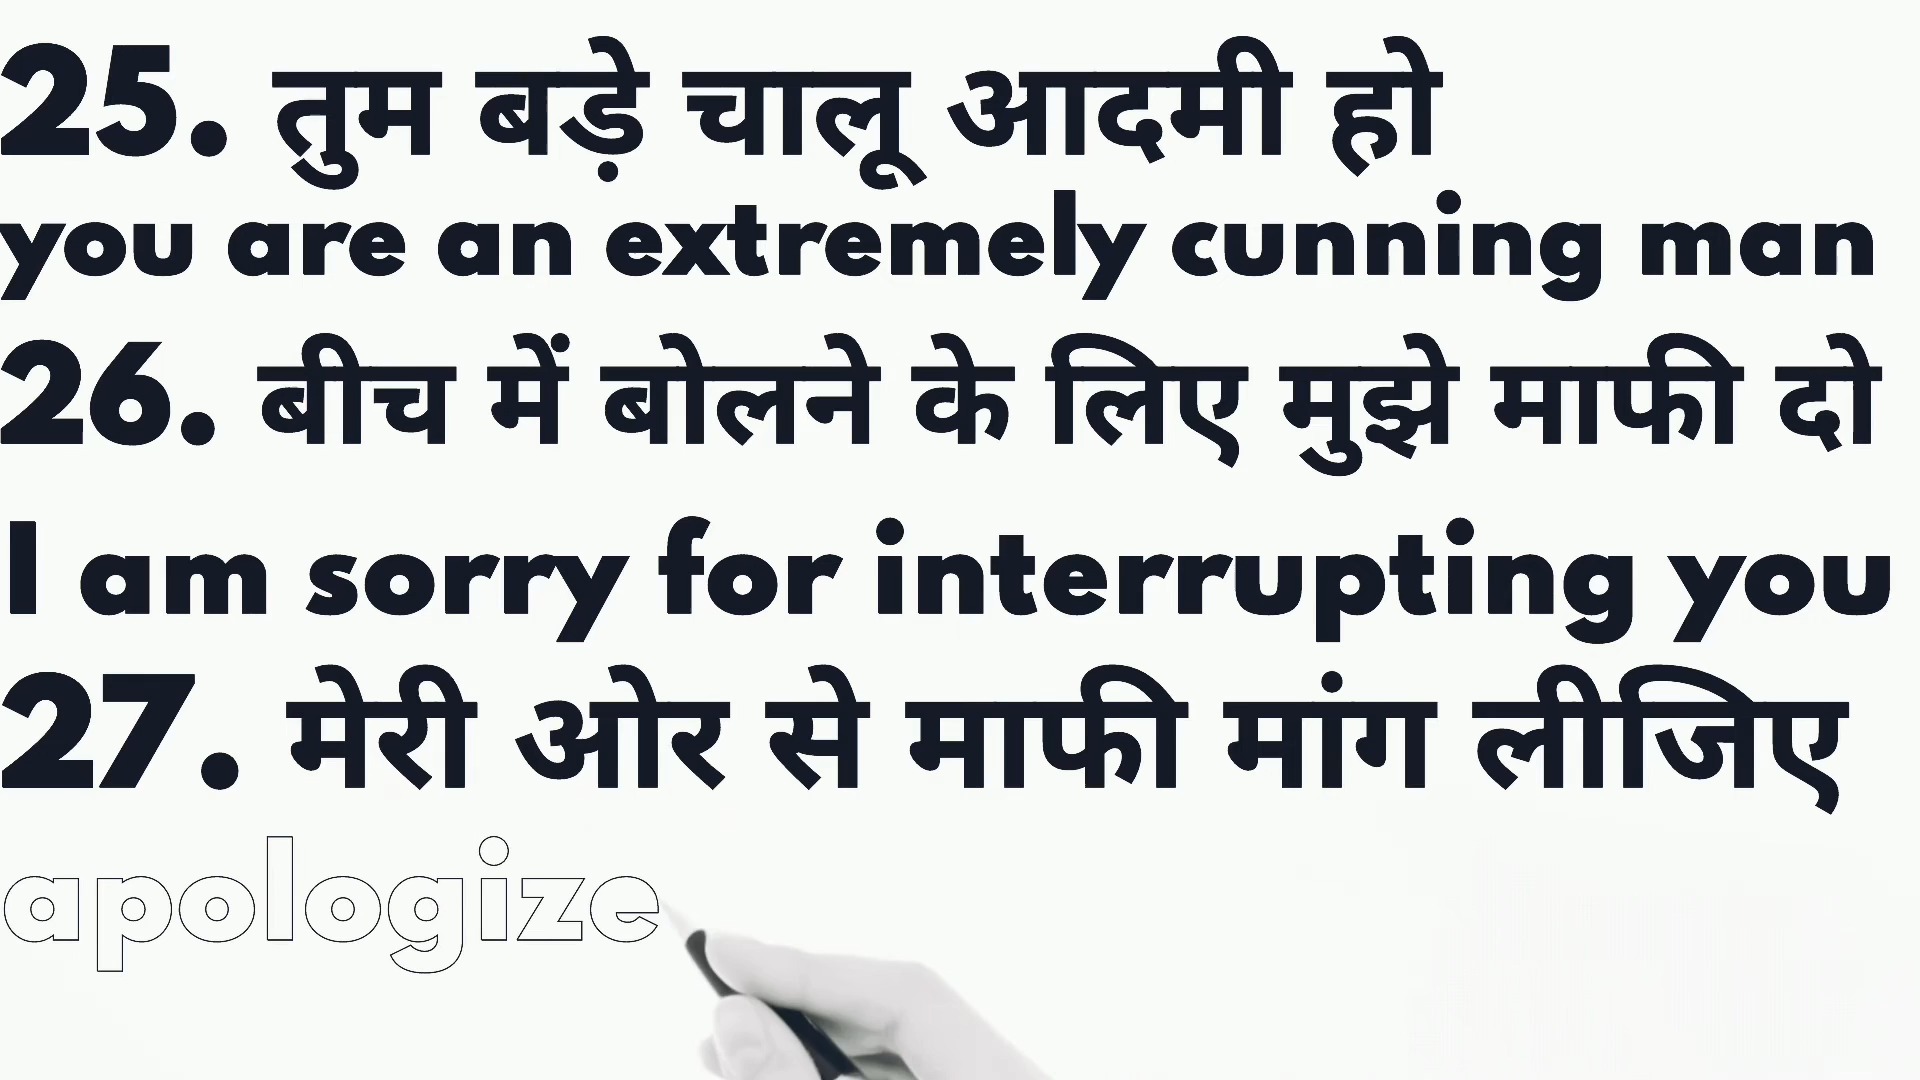 25. तुम बड़े चालू आदमी हो
you are an extremely cunning man
26. बीच में बोलने के लिए मुझे माफी दो
I am sorry for interrupting you
27. मेरी ओर से माफी मांग लीजिए
apologize